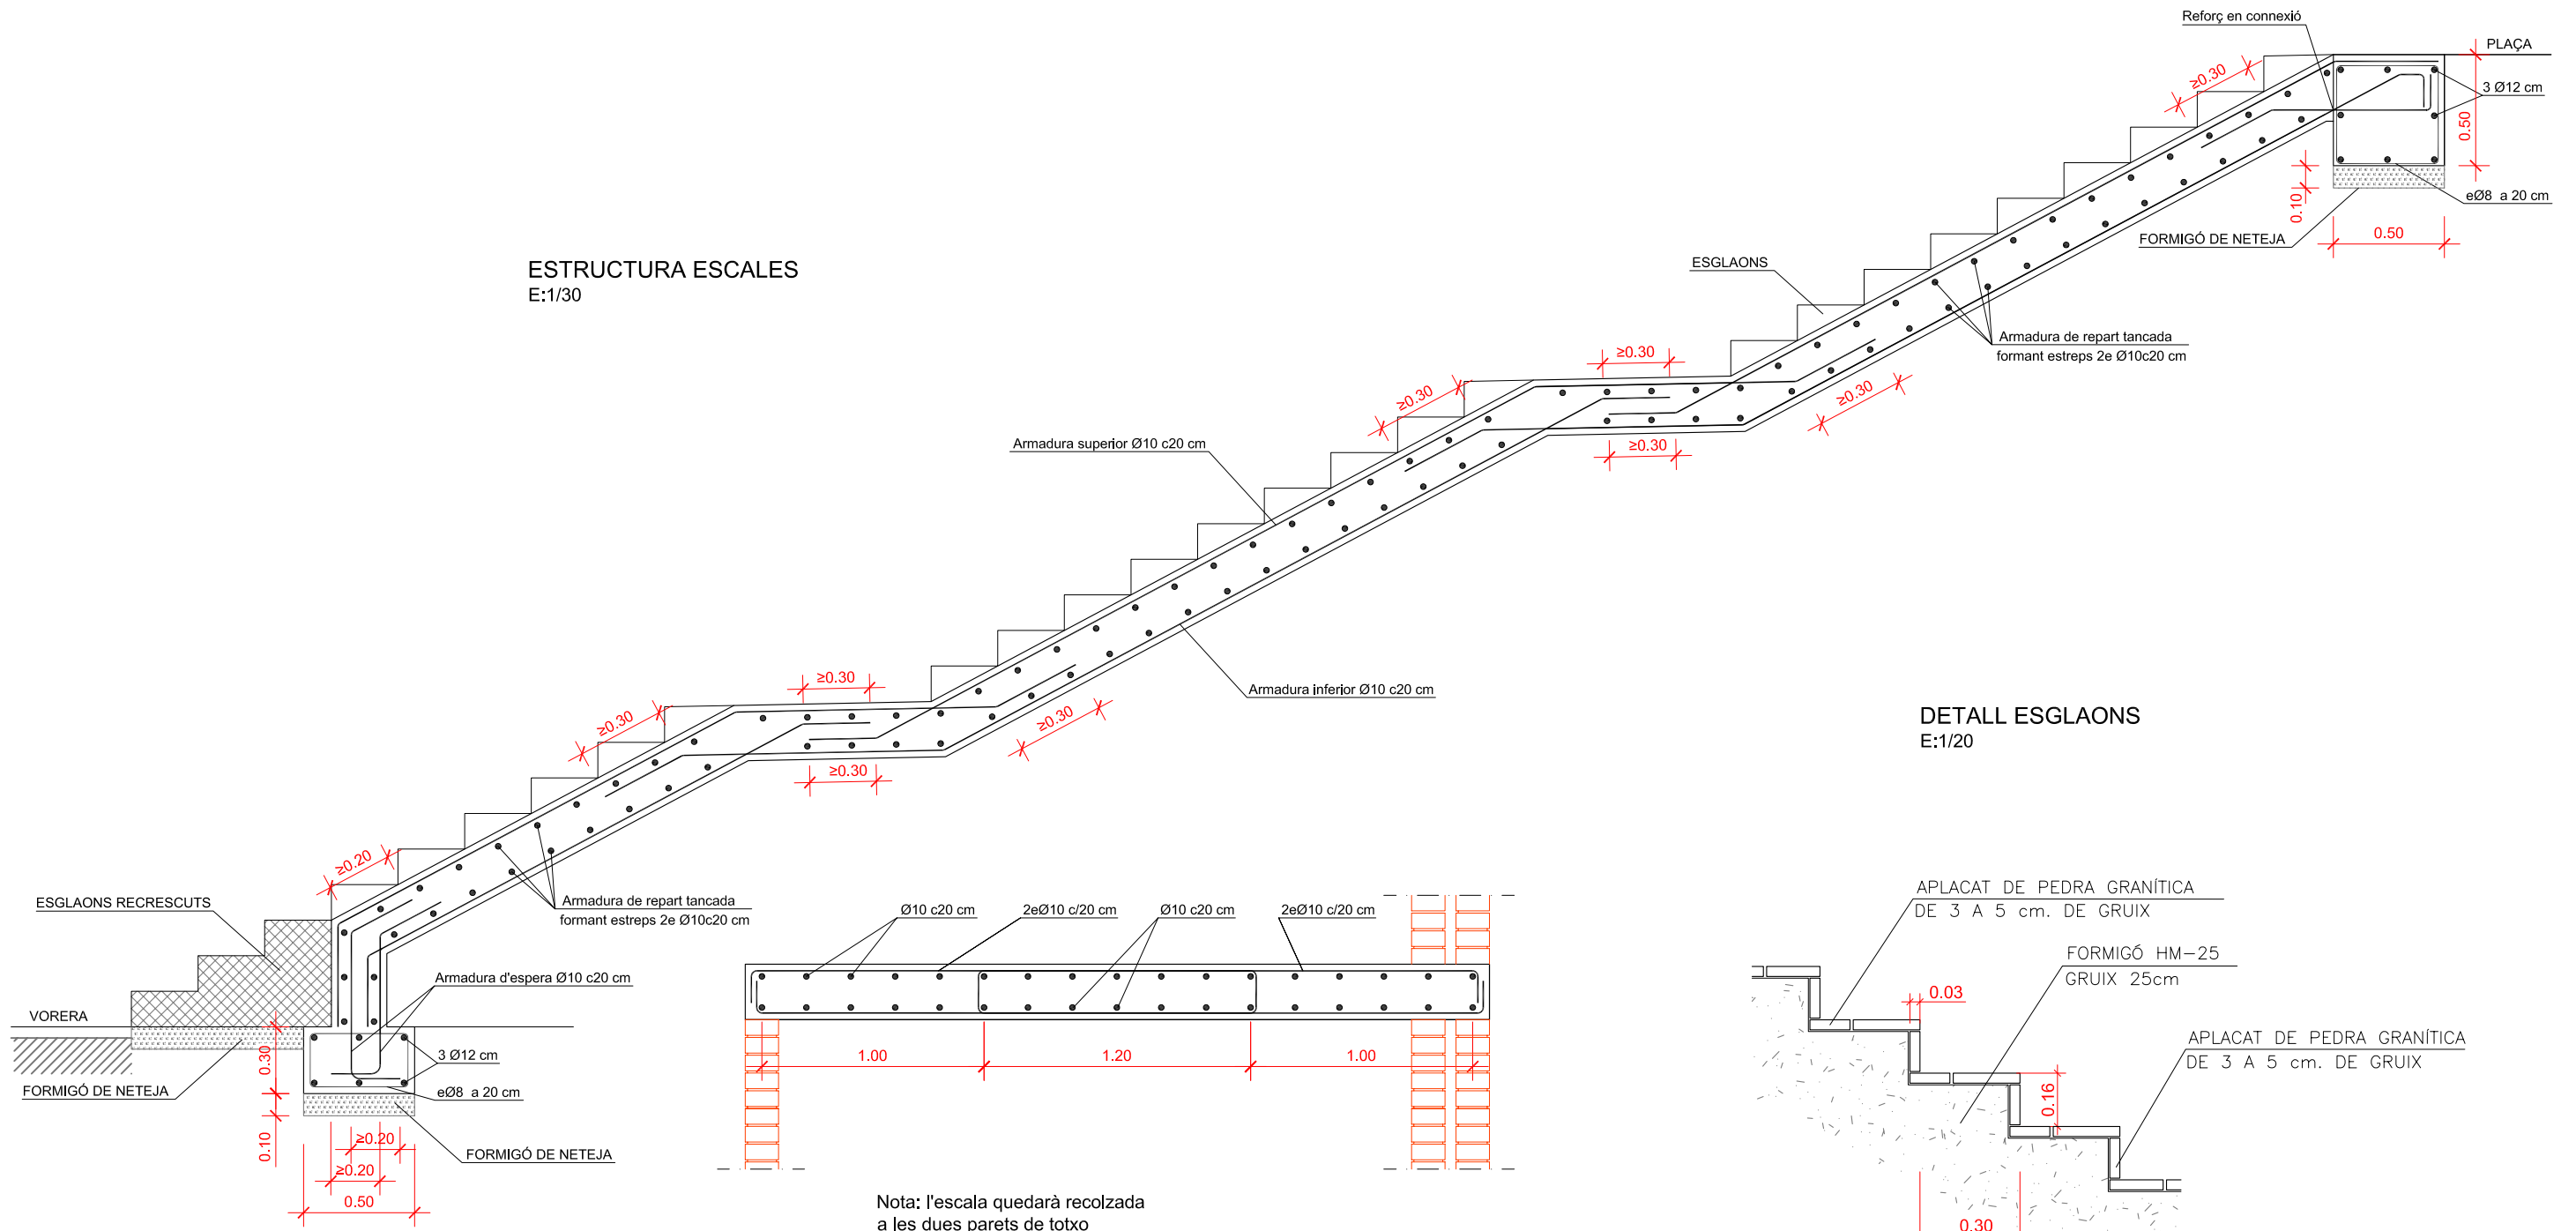 Reforç en connexió
PLAÇA
≥0.30
3 Ø12 cm
0.50
eØ8 a 20 cm
0.10
FORMIGÓ DE NETEJA
0.50
ESTRUCTURA ESCALES
E:1/30
ESGLAONS
Armadura de repart tancada
formant estreps 2e Ø10c20 cm
≥0.30
≥0.30
≥0.30
≥0.30
Armadura superior Ø10 c20 cm
Armadura inferior Ø10 c20 cm
≥0.30
≥0.30
≥0.30
≥0.30
≥0.20
ESGLAONS RECRESCUTS
Armadura de repart tancada
formant estreps 2e Ø10c20 cm
Armadura d'espera Ø10 c20 cm
VORERA
0.30
3 Ø12 cm
FORMIGÓ DE NETEJA
eØ8 a 20 cm
0.10
≥0.20
FORMIGÓ DE NETEJA
≥0.20
0.50
Ø10 c20 cm
2eØ10 c/20 cm
Ø10 c20 cm
2eØ10 c/20 cm
1.00
1.20
1.00
Nota: l'escala quedarà recolzada
a les dues parets de totxo
DETALL ESGLAONS
E:1/20
APLACAT DE PEDRA GRANÍTICA
DE 3 A 5 cm. DE GRUIX
FORMIGÓ HM-25
GRUIX 25cm
0.03
APLACAT DE PEDRA GRANÍTICA
DE 3 A 5 cm. DE GRUIX
0.16
0.30